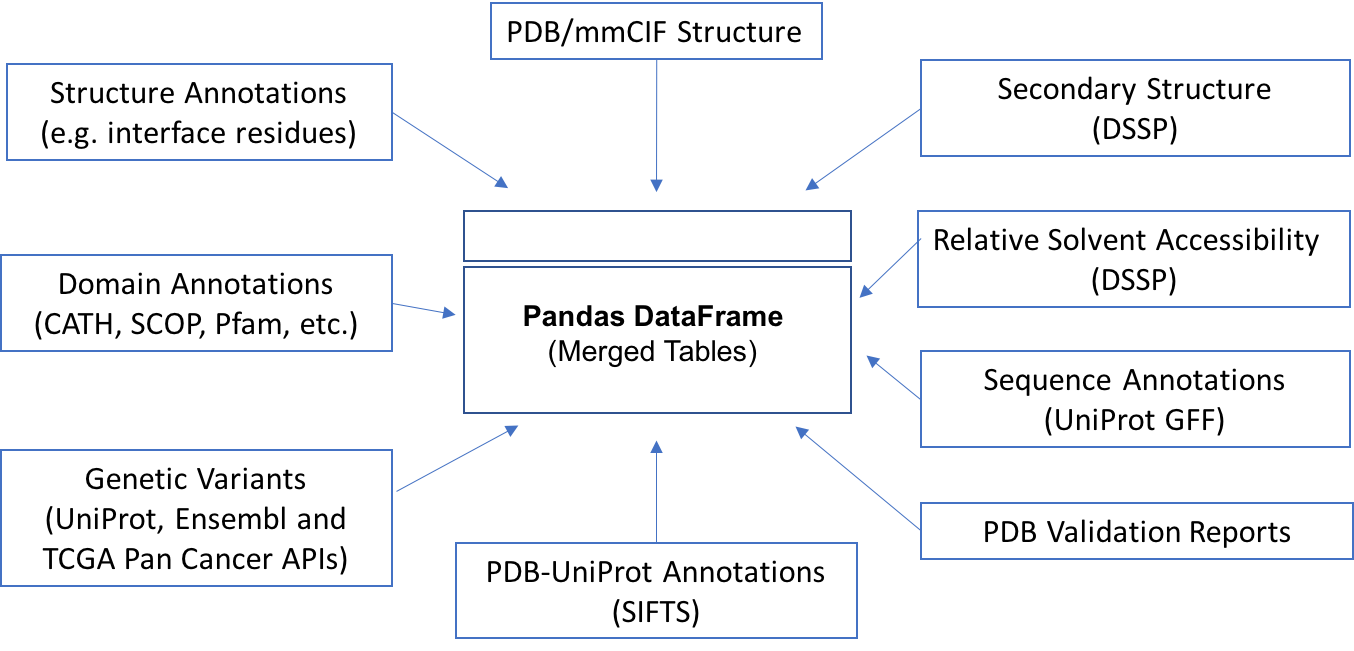 PDB/mmCIF Structure
Structure Annotations
(e.g. interface residues)
Secondary Structure
(DSSP)
Relative Solvent Accessibility
(DSSP)
Domain Annotations
(CATH, SCOP, Pfam, etc.)
Pandas DataFrame
(Merged Tables)
Sequence Annotations
(UniProt GFF)
Genetic Variants
(UniProt, Ensembl and
TCGA Pan Cancer APIs)
PDB Validation Reports
PDB-UniProt Annotations
(SIFTS)